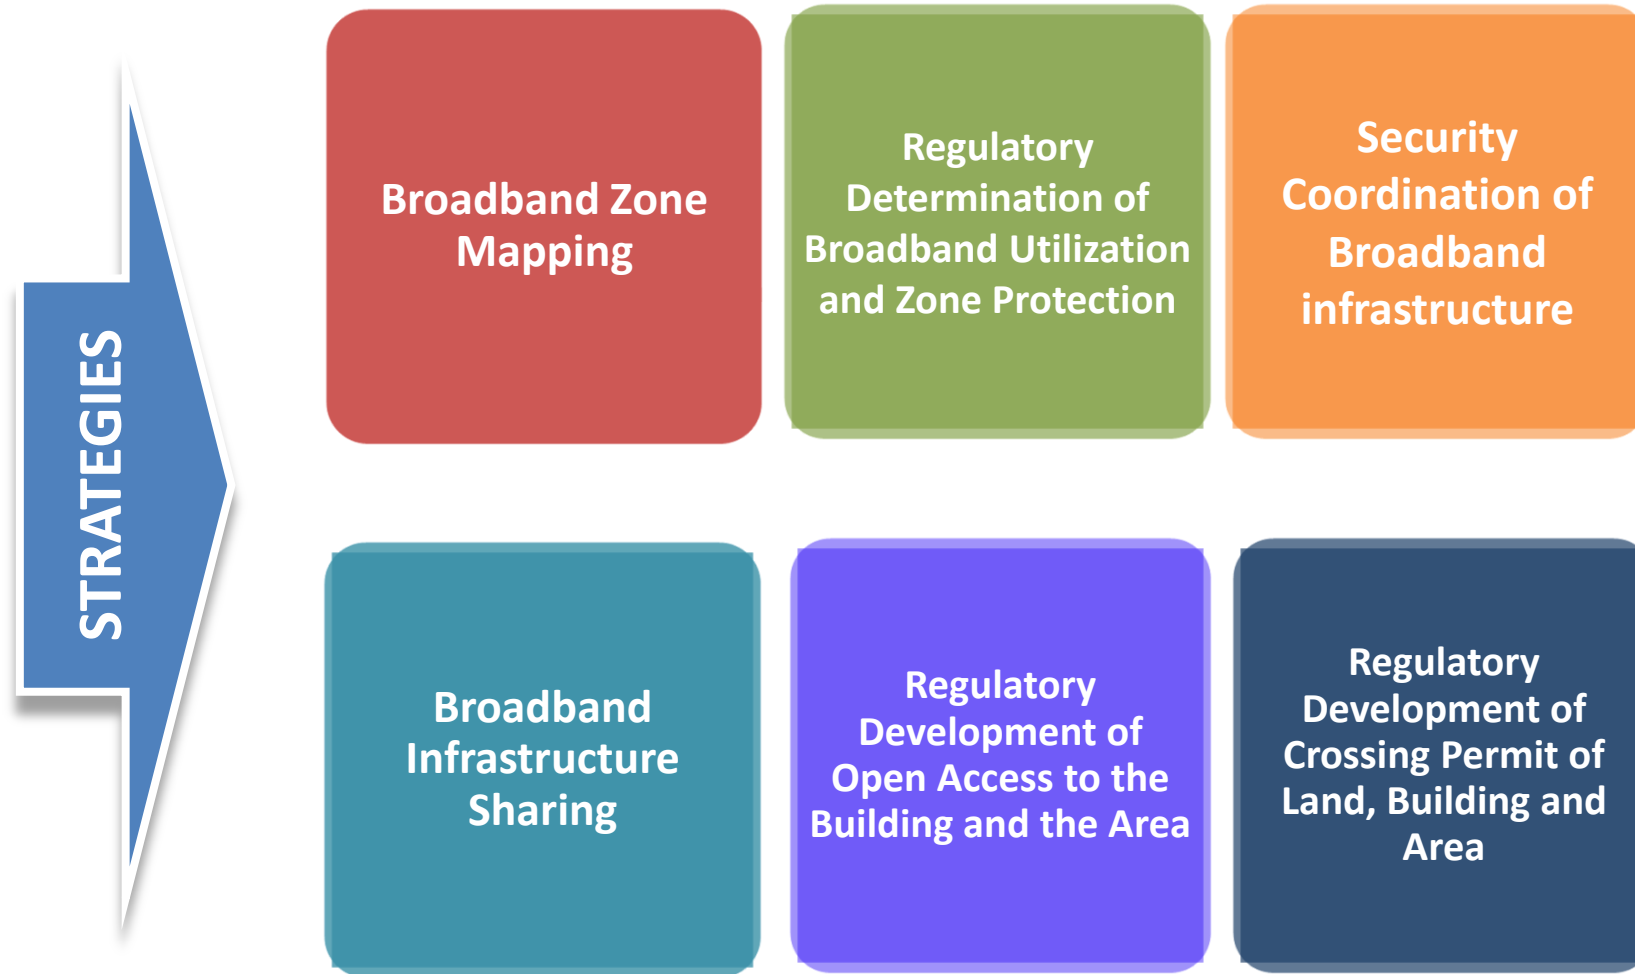 STRATEGIES
Broadband Zone
Mapping
Regulatory
Determination of
Broadband Utilization
and Zone Protection
Security
Coordination of
Broadband
infrastructure
Broadband
Infrastructure
Sharing
Regulatory
Development of
Open Access to the
Building and the Area
Regulatory
Development of
Crossing Permit of
Land, Building and
Area